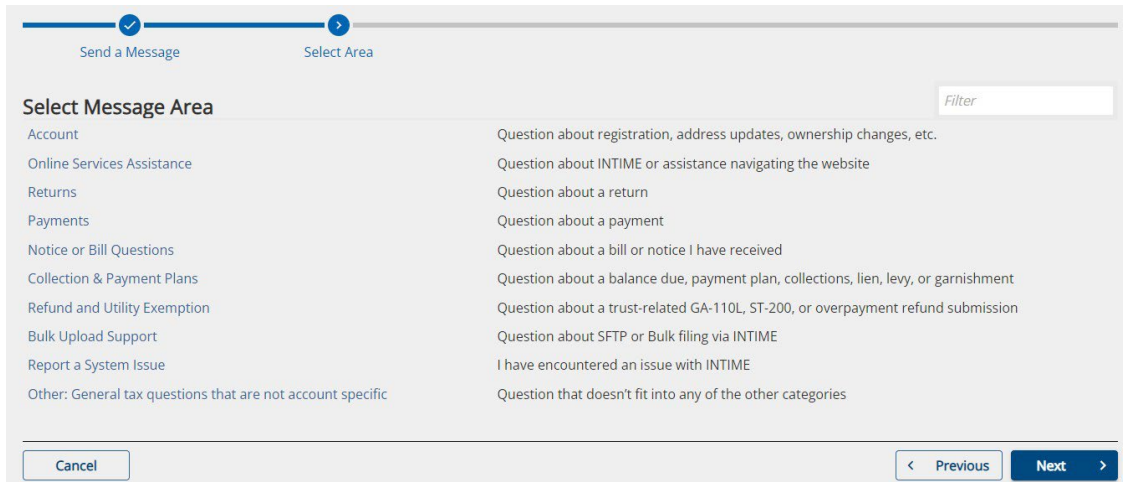 Send a Message
Select Area
Select Message Area
Filter
Account Question about registration, address updates, ownership changes, etc.
Online Services Assistance Question about INTIME or assistance navigating the website
Returns Question about a return
Payments Question about a payment
Notice or Bill Questions Question about a bill or notice I have received
Collection & Payment Plans Question about a balance due, payment plan, collections, lien, levy, or garnishment
Refund and Utility Exemption Question about a trust-related GA-110L, ST-200, or overpayment refund submission
Bulk Upload Support Question about SFTP or Bulk filing via INTIME
Report a System Issue I have encountered an issue with INTIME
Other: General tax questions that are not account specific Question that doesn't fit into any of the other categories
Cancel
Previous
Next